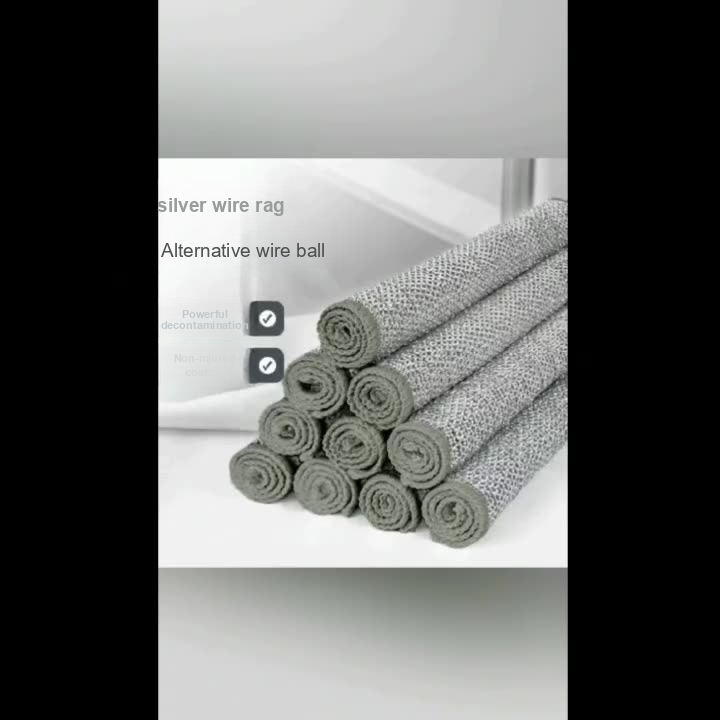 silver wire rag
Alternative wire ball
Powerful
decontamination